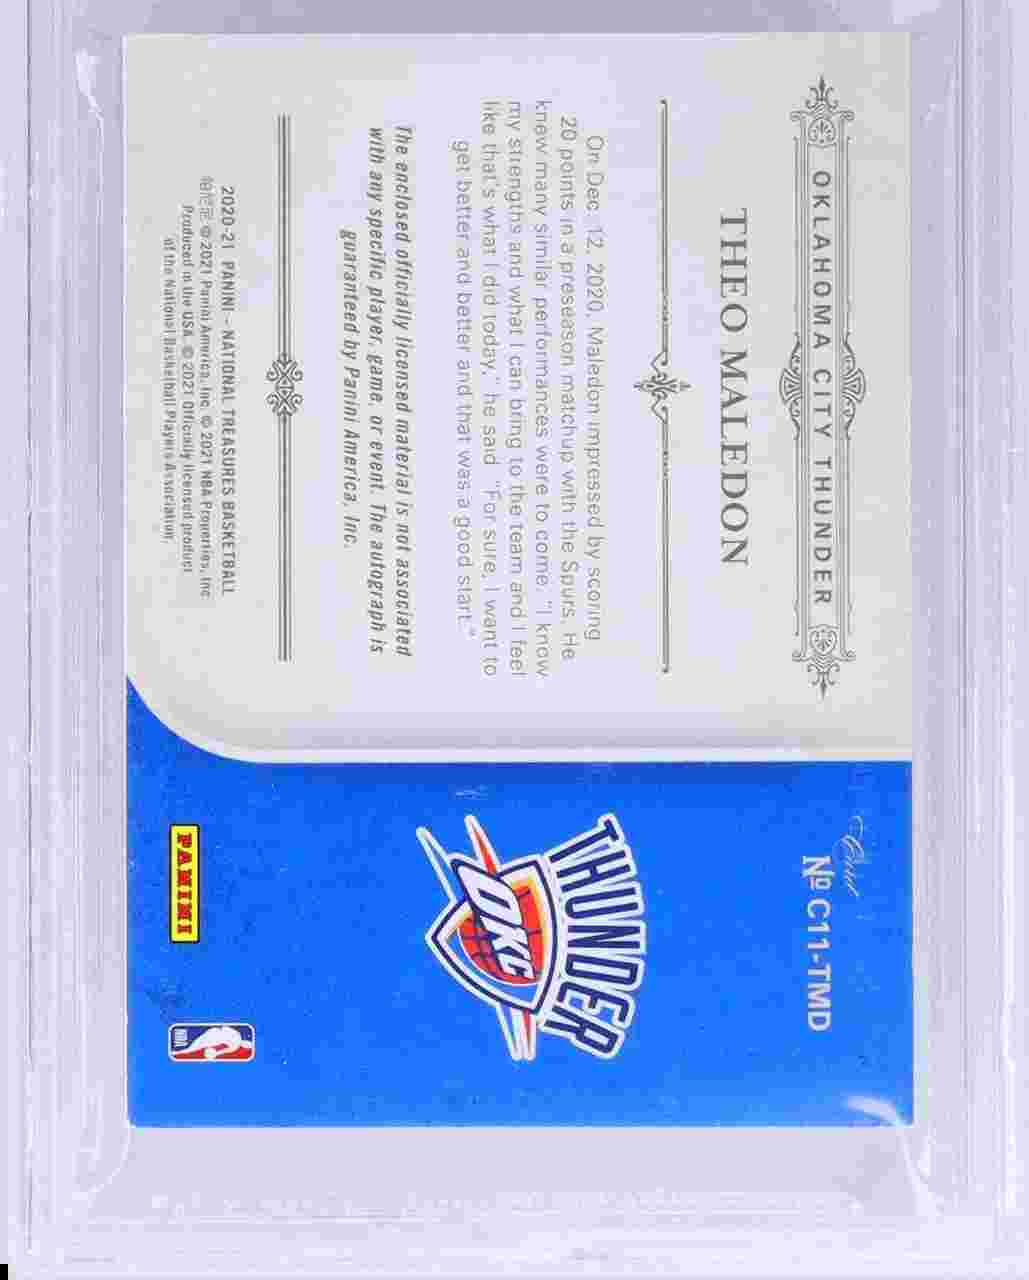 OKLAHOMA CITY THUNDER
THEO MALEDON
On Dec. 12, 2020, Maledon impressed by scoring
20 points in a preseason matchup with the Spurs. He
knew many similar performances were to come. "I know
my strengths and what I can bring to the team and I feel
like that's what I did today," he said. "For sure, I want to
get better and better and that was a good start."
The enclosed officially licensed material is not associated
with any specific player, game, or event. The autograph is
guaranteed by Panini America, Inc.
2020-21 PANINI - NATIONAL TREASURES BASKETBALL
© 2021 Panini America, Inc. © 2021 NBA Properties, Inc.
Produced in the USA. © 2021 Officially licensed product
of the National Basketball Players Association.
Card
№ C11-TMD
THUNDER
OKC
PANINI
NBA